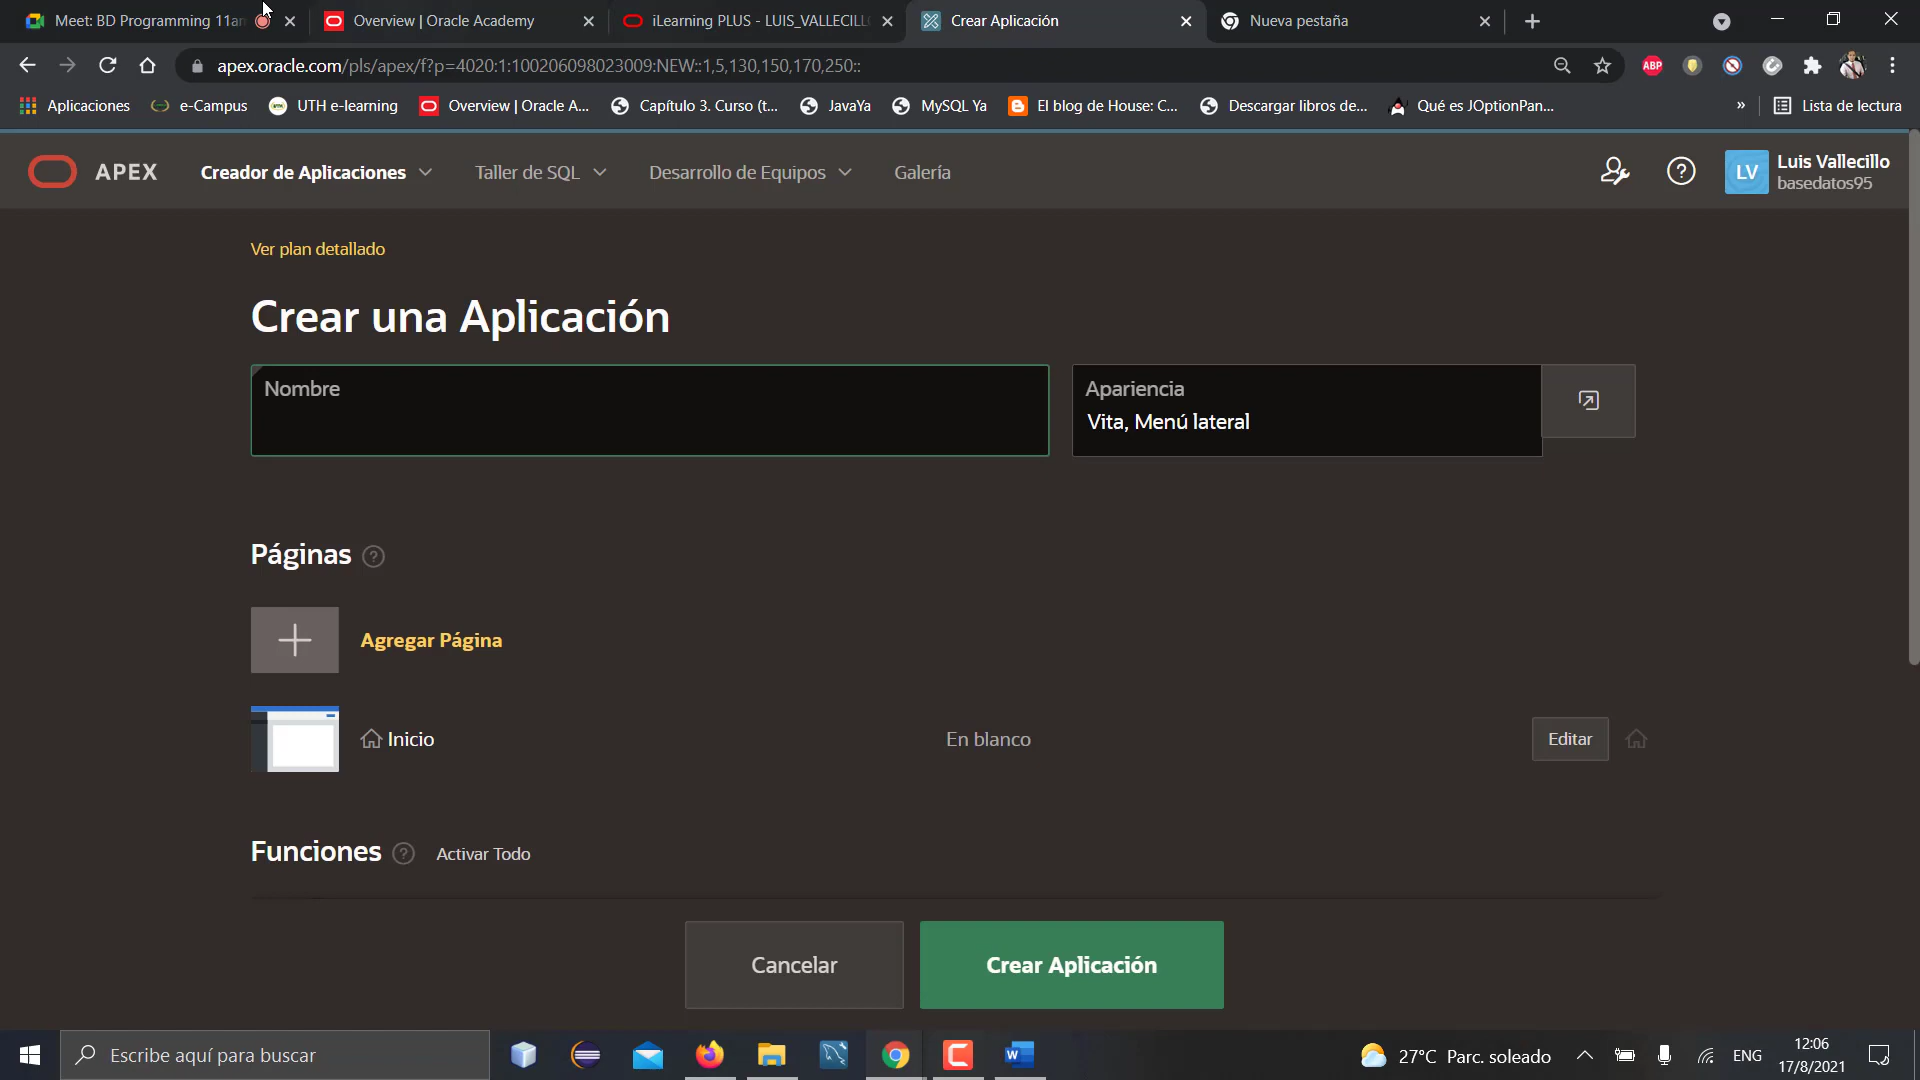 Meet: BD Programming 11am
Overview | Oracle Academy
iLearning PLUS - LUIS_VALLECILLO
Crear Aplicación
Nueva pestaña
apex.oracle.com/pls/apex/f?p=4020:1:100206098023009:NEW::1,5,130,150,170,250::
ABP
Aplicaciones
e-Campus
UTH e-learning
Overview | Oracle A...
Capítulo 3. Curso (t...
JavaYa
MySQL Ya
El blog de House: C...
Descargar libros de...
Qué es JOptionPan...
»
Lista de lectura
APEX
Creador de Aplicaciones
Taller de SQL
Desarrollo de Equipos
Galería
LV
Luis Vallecillo
basedatos95
Ver plan detallado
Crear una Aplicación
Nombre
Apariencia
Vita, Menú lateral
Páginas
Agregar Página
Inicio
En blanco
Editar
Funciones
Activar Todo
Cancelar
Crear Aplicación
Escribe aquí para buscar
27°C Parc. soleado
ENG
12:06
17/8/2021